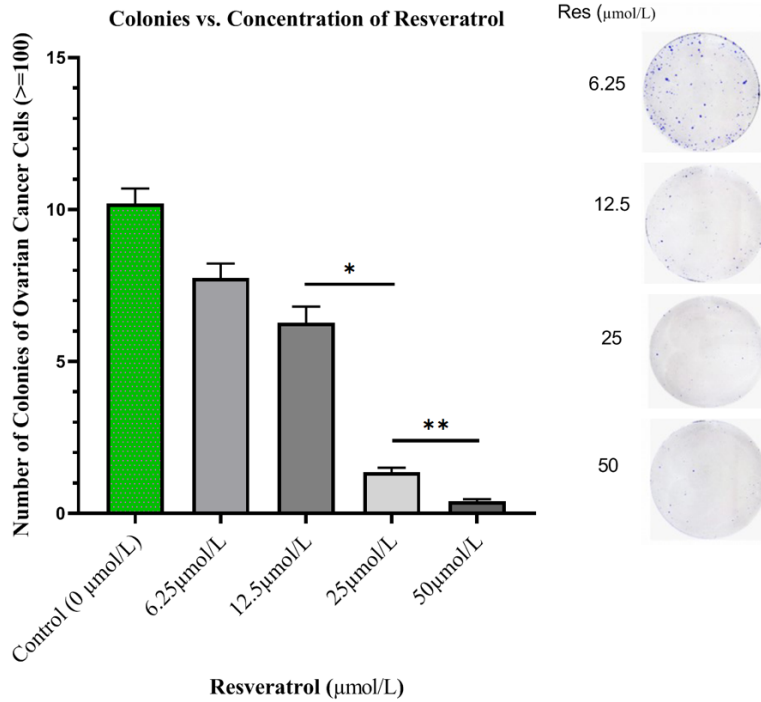 Colonies vs. Concentration of Resveratrol
Number of Colonies of Ovarian Cancer Cells (>=100)
15
10
5
0
*
**
Control (0 μmol/L)
6.25μmol/L
12.5μmol/L
25μmol/L
50μmol/L
Resveratrol (μmol/L)
Res (μmol/L)
6.25
12.5
25
50